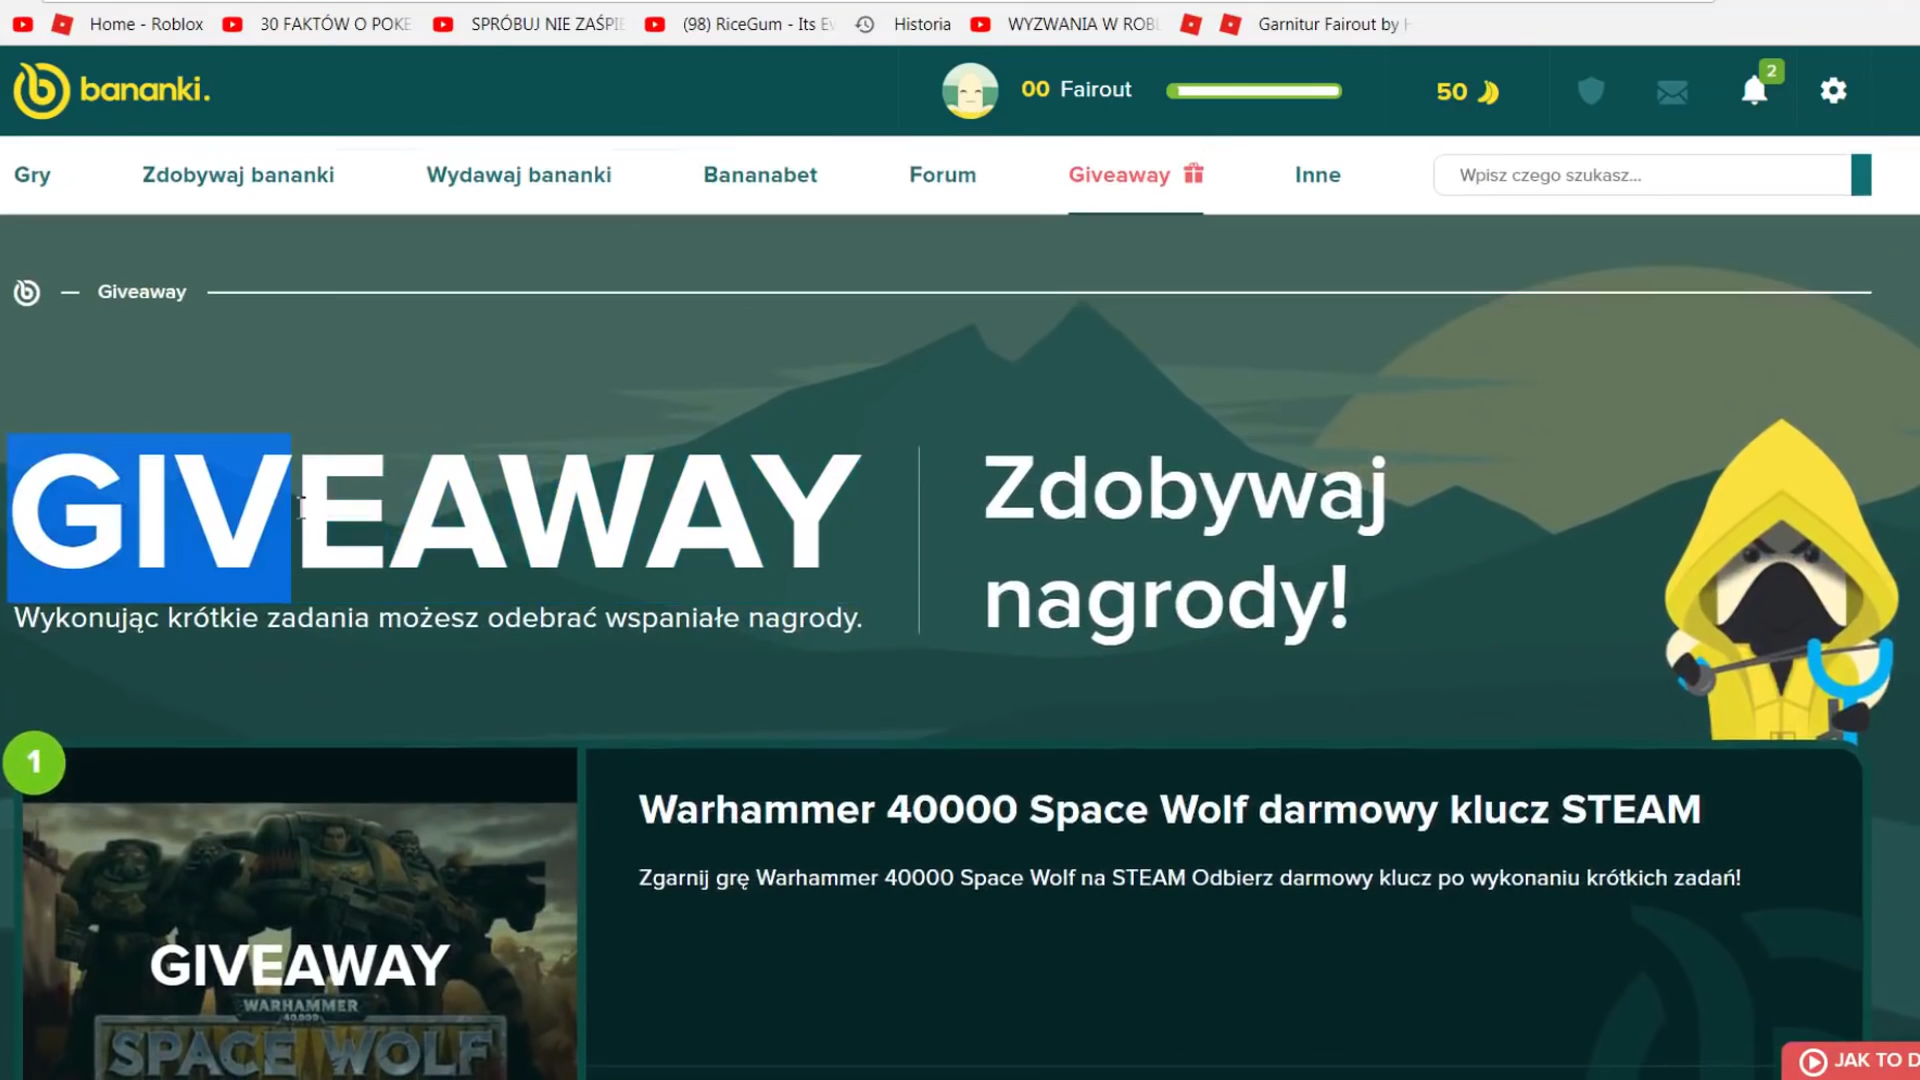 Home - Roblox 30 FAKTÓW O POKE SPRÓBUJ NIE ZAŚPIE (98) RiceGum - Its Ev Historia WYZWANIA W ROBL Garnitur Fairout by H
bananki. 00 Fairout 50 2
Gry Zdobywaj bananki Wydawaj bananki Bananabet Forum Giveaway Inne Wpisz czego szukasz...
Giveaway
GIVEAWAY
Wykonując krótkie zadania możesz odebrać wspaniałe nagrody.
Zdobywaj
nagrody!
1
Warhammer 40000 Space Wolf darmowy klucz STEAM
Zgarnij grę Warhammer 40000 Space Wolf na STEAM Odbierz darmowy klucz po wykonaniu krótkich zadań!
GIVEAWAY
WARHAMMER
40.000
SPACE WOLF
JAK TO D